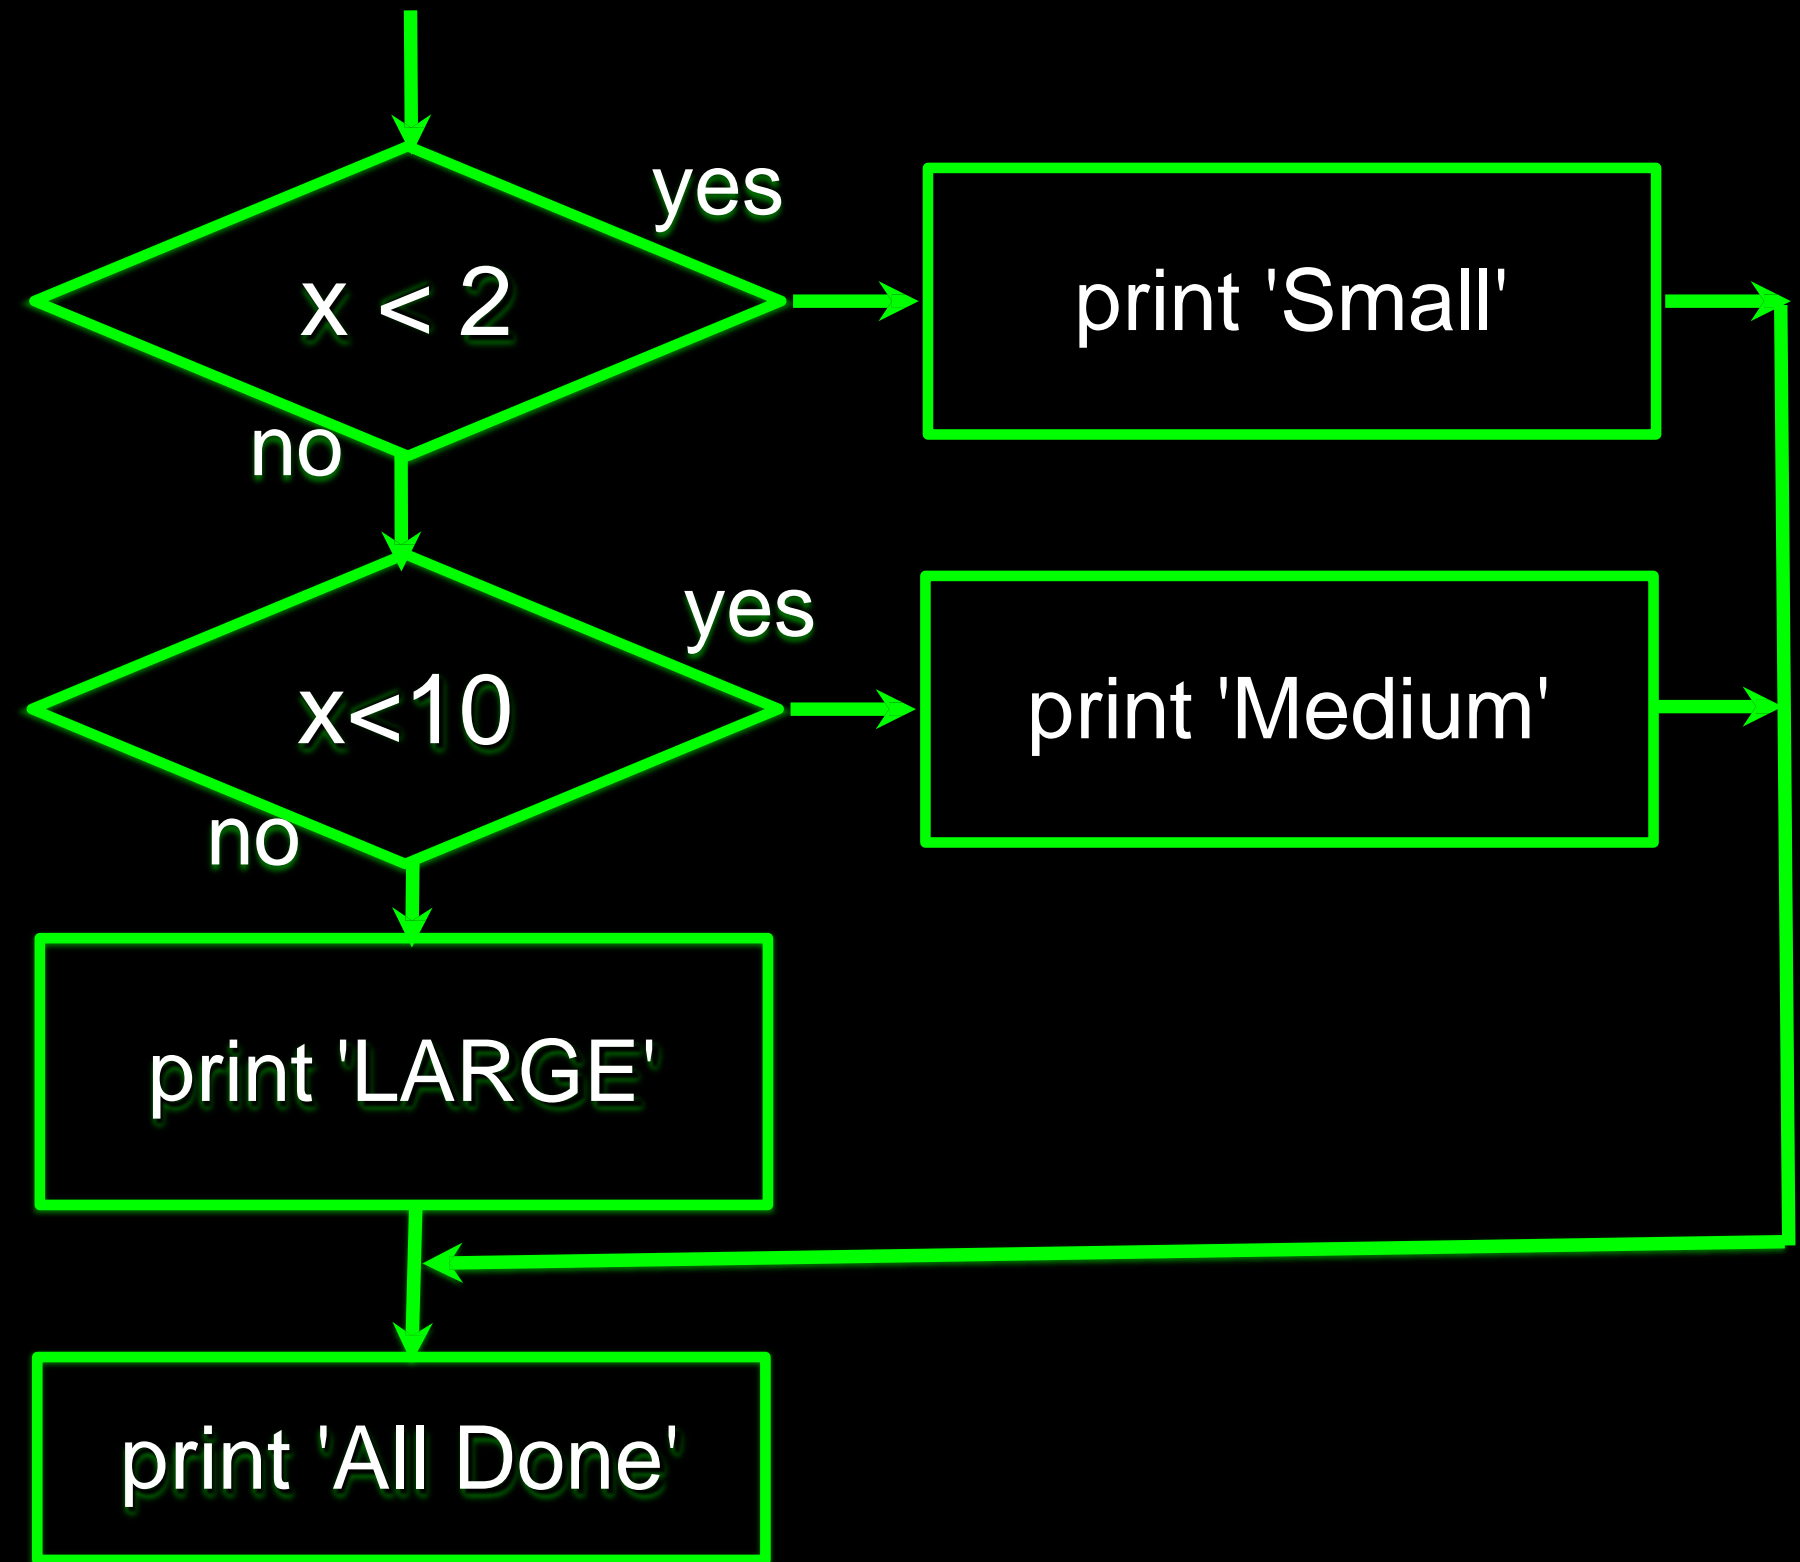 yes
x < 2
print 'Small'
no
yes
x<10
print 'Medium'
no
print 'LARGE'
print 'All Done'